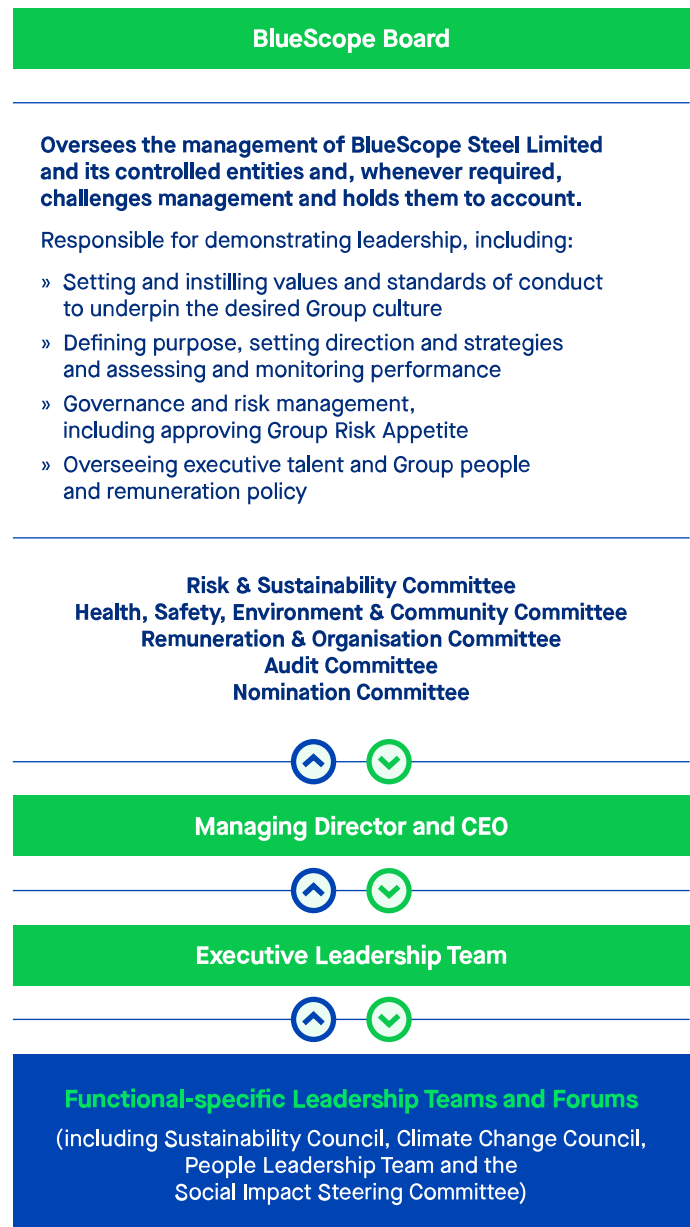 BlueScope Board
Oversees the management of BlueScope Steel Limited
and its controlled entities and, whenever required,
challenges management and holds them to account.
Responsible for demonstrating leadership, including:
» Setting and instilling values and standards of conduct
to underpin the desired Group culture
» Defining purpose, setting direction and strategies
and assessing and monitoring performance
» Governance and risk management,
including approving Group Risk Appetite
» Overseeing executive talent and Group people
and remuneration policy
Risk & Sustainability Committee
Health, Safety, Environment & Community Committee
Remuneration & Organisation Committee
Audit Committee
Nomination Committee
Managing Director and CEO
Executive Leadership Team
Functional-specific Leadership Teams and Forums
(including Sustainability Council, Climate Change Council,
People Leadership Team and the
Social Impact Steering Committee)